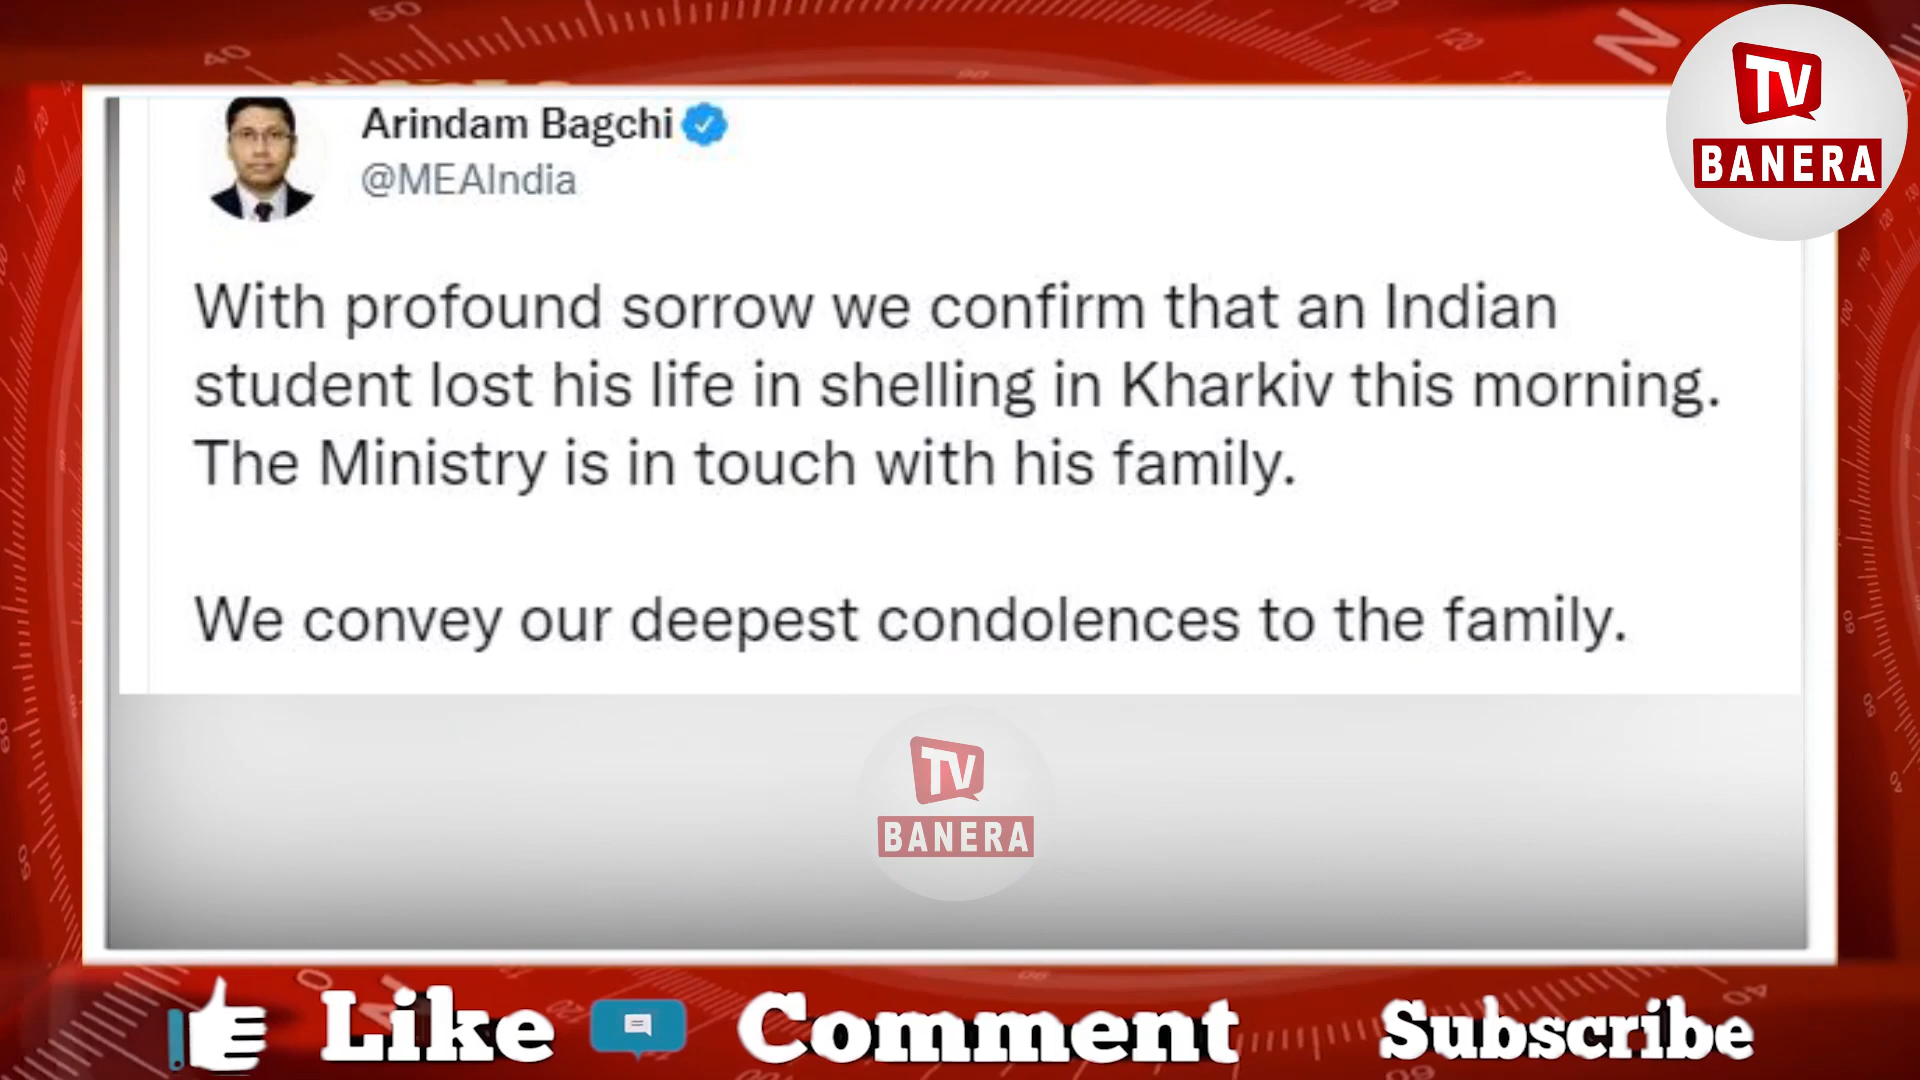 Arindam Bagchi
@MEAIndia
TV
BANERA
With profound sorrow we confirm that an Indian
student lost his life in shelling in Kharkiv this morning.
The Ministry is in touch with his family.
We convey our deepest condolences to the family.
TV
BANERA
Like Comment Subscribe